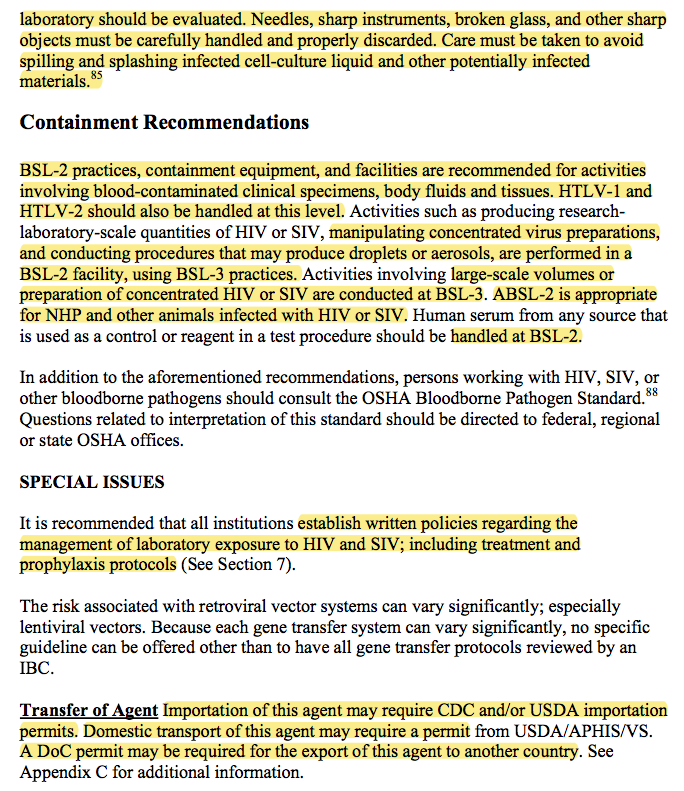 laboratory should be evaluated. Needles, sharp instruments, broken glass, and other sharp
objects must be carefully handled and properly discarded. Care must be taken to avoid
spilling and splashing infected cell-culture liquid and other potentially infected
materials.85
Containment Recommendations
BSL-2 practices, containment equipment, and facilities are recommended for activities
involving blood-contaminated clinical specimens, body fluids and tissues. HTLV-1 and
HTLV-2 should also be handled at this level. Activities such as producing research-
laboratory-scale quantities of HIV or SIV, manipulating concentrated virus preparations,
and conducting procedures that may produce droplets or aerosols, are performed in a
BSL-2 facility, using BSL-3 practices. Activities involving large-scale volumes or
preparation of concentrated HIV or SIV are conducted at BSL-3. ABSL-2 is appropriate
for NHP and other animals infected with HIV or SIV. Human serum from any source that
is used as a control or reagent in a test procedure should be handled at BSL-2.
In addition to the aforementioned recommendations, persons working with HIV, SIV, or
other bloodborne pathogens should consult the OSHA Bloodborne Pathogen Standard.88
Questions related to interpretation of this standard should be directed to federal, regional
or state OSHA offices.
SPECIAL ISSUES
It is recommended that all institutions establish written policies regarding the
management of laboratory exposure to HIV and SIV; including treatment and
prophylaxis protocols (See Section 7).
The risk associated with retroviral vector systems can vary significantly; especially
lentiviral vectors. Because each gene transfer system can vary significantly, no specific
guideline can be offered other than to have all gene transfer protocols reviewed by an
IBC.
Transfer of Agent Importation of this agent may require CDC and/or USDA importation
permits. Domestic transport of this agent may require a permit from USDA/APHIS/VS.
A DoC permit may be required for the export of this agent to another country. See
Appendix C for additional information.